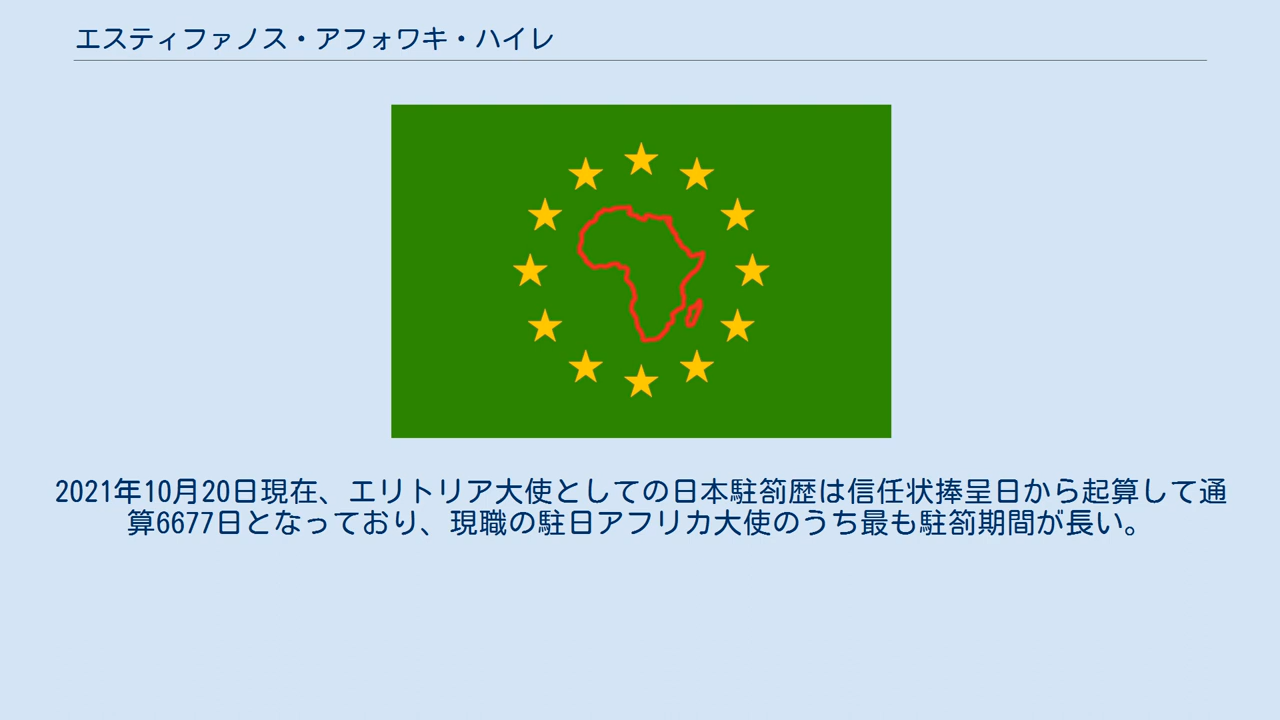 エスティファノス・アフォワキ・ハイレ
2021年10月20日現在、エリトリア大使としての日本駐箚歴は信任状捧呈日から起算して通
算6677日となっており、現職の駐日アフリカ大使のうち最も駐箚期間が長い。